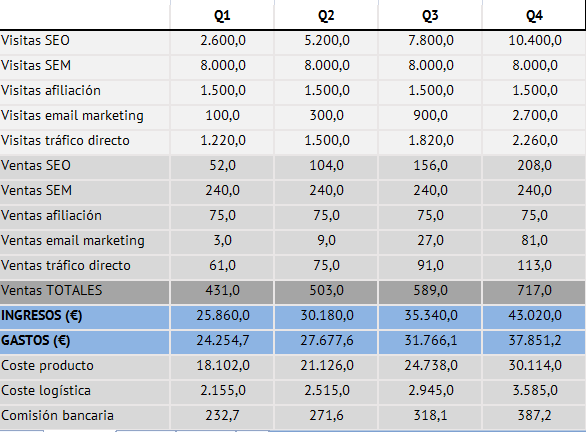 Q1 Q2 Q3 Q4
Visitas SEO 2.600,0 5.200,0 7.800,0 10.400,0
Visitas SEM 8.000,0 8.000,0 8.000,0 8.000,0
Visitas afiliación 1.500,0 1.500,0 1.500,0 1.500,0
Visitas email marketing 100,0 300,0 900,0 2.700,0
Visitas tráfico directo 1.220,0 1.500,0 1.820,0 2.260,0
Ventas SEO 52,0 104,0 156,0 208,0
Ventas SEM 240,0 240,0 240,0 240,0
Ventas afiliación 75,0 75,0 75,0 75,0
Ventas email marketing 3,0 9,0 27,0 81,0
Ventas tráfico directo 61,0 75,0 91,0 113,0
Ventas TOTALES 431,0 503,0 589,0 717,0
INGRESOS (€) 25.860,0 30.180,0 35.340,0 43.020,0
GASTOS (€) 24.254,7 27.677,6 31.766,1 37.851,2
Coste producto 18.102,0 21.126,0 24.738,0 30.114,0
Coste logística 2.155,0 2.515,0 2.945,0 3.585,0
Comisión bancaria 232,7 271,6 318,1 387,2